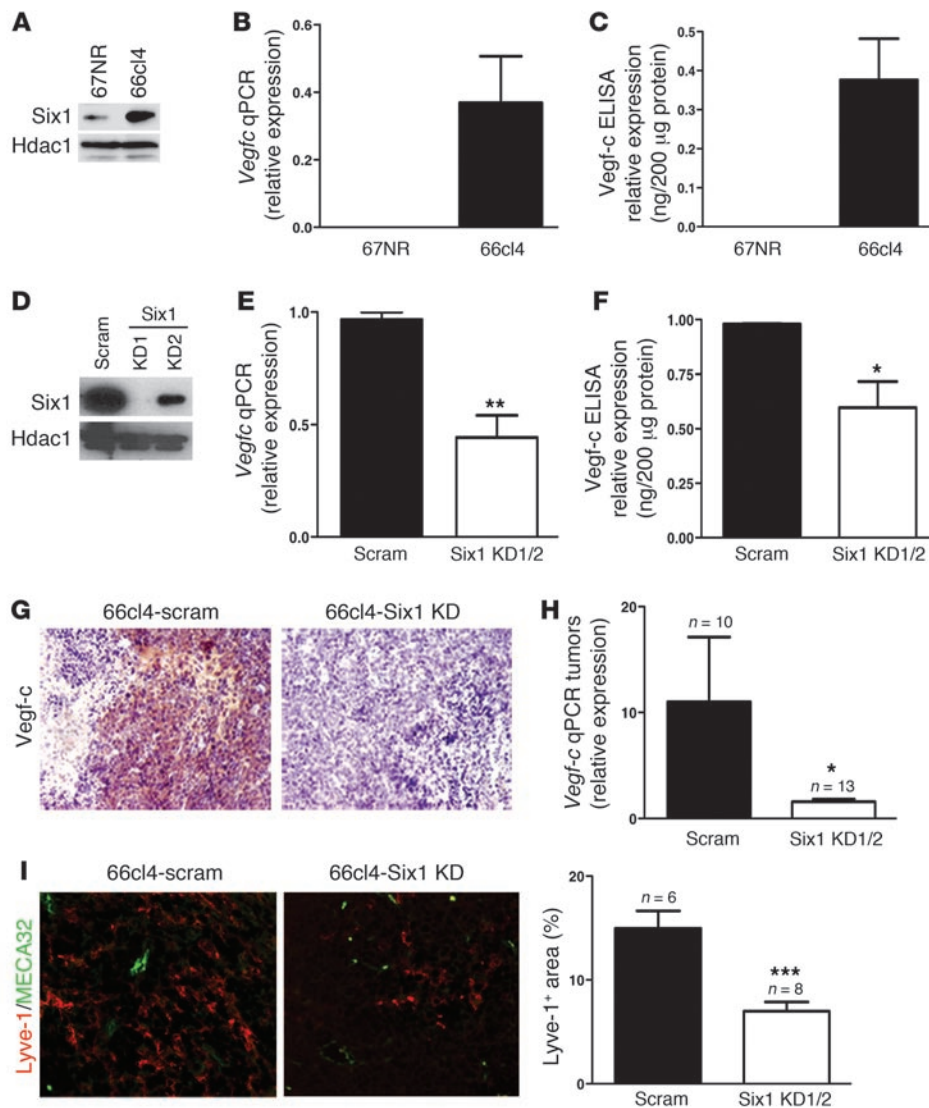 A
67NR
66cl4
Six1
Hdac1
B
Vegfc qPCR
(relative expression)
0.6
0.4
0.2
0.0
67NR
66cl4
C
Vegf-c ELISA
relative expression
(ng/200 µg protein)
0.5
0.4
0.3
0.2
0.1
0.0
67NR
66cl4
D
Scram
Six1
KD1
KD2
Six1
Hdac1
E
Vegfc qPCR
(relative expression)
1.0
0.5
0.0
**
Scram
Six1 KD1/2
F
Vegf-c ELISA
relative expression
(ng/200 µg protein)
1.00
0.75
0.50
0.25
0.00
*
Scram
Six1 KD1/2
G
66cl4-scram
66cl4-Six1 KD
Vegf-c
H
Vegf-c qPCR tumors
(relative expression)
20
10
0
n = 10
*
n = 13
Scram
Six1 KD1/2
I
66cl4-scram
66cl4-Six1 KD
Lyve-1/MECA32
Lyve-1+ area (%)
20
10
0
n = 6
***
n = 8
Scram
Six1 KD1/2